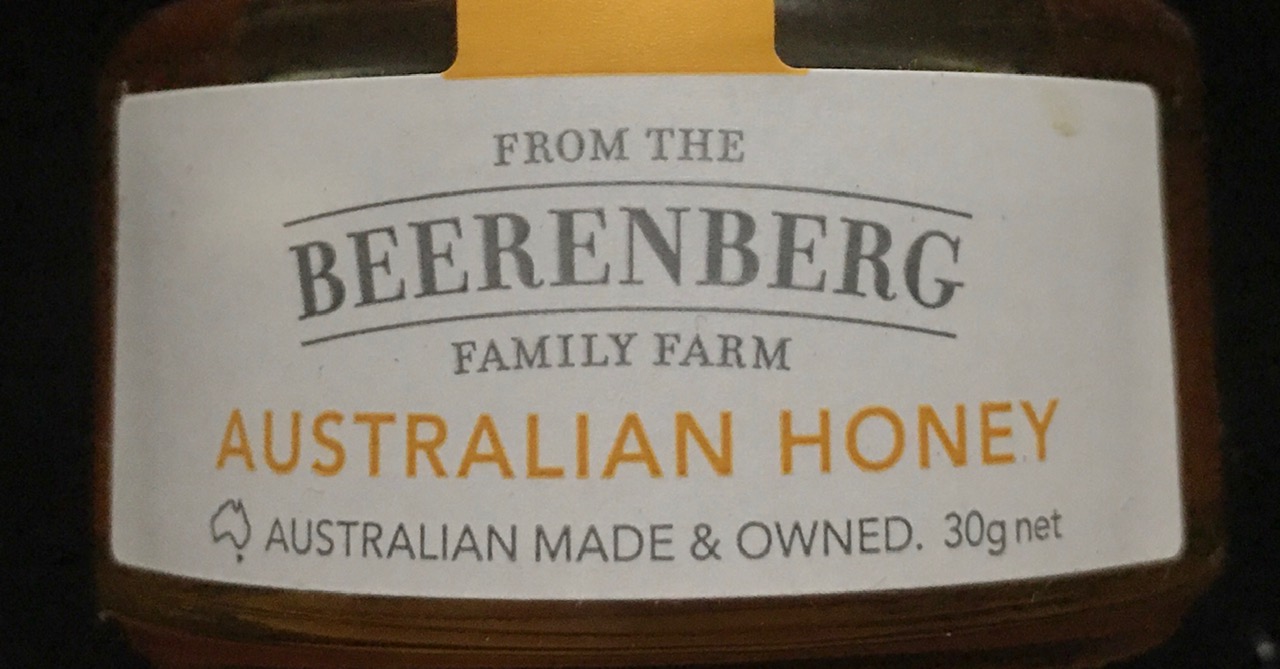 FROM THE
BEERENBERG
FAMILY FARM
AUSTRALIAN HONEY
AUSTRALIAN MADE & OWNED. 30g net